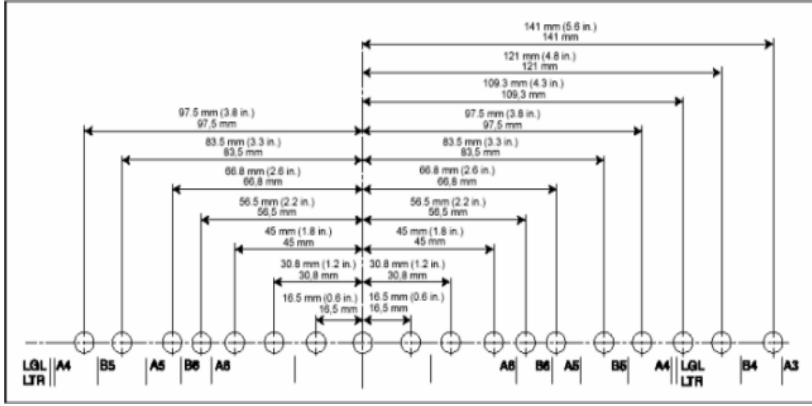 141 mm (5.6 in.)
141 mm
121 mm (4.8 in.)
121 mm
109.3 mm (4.3 in.)
109,3 mm
97.5 mm (3.8 in.)
97,5 mm
97.5 mm (3.8 in.)
97,5 mm
83.5 mm (3.3 in.)
83,5 mm
83.5 mm (3.3 in.)
83,5 mm
66.8 mm (2.6 in.)
66,8 mm
66.8 mm (2.6 in.)
66,8 mm
56.5 mm (2.2 in.)
56,5 mm
56.5 mm (2.2 in.)
56,5 mm
45 mm (1.8 in.)
45 mm
45 mm (1.8 in.)
45 mm
30.8 mm (1.2 in.)
30,8 mm
30.8 mm (1.2 in.)
30,8 mm
16.5 mm (0.6 in.)
16,5 mm
16.5 mm (0.6 in.)
16,5 mm
LGL A4 B5 A5 B6 A6 A6 B6 A5 B5 A4 LGL B4 A3
LTR LTR